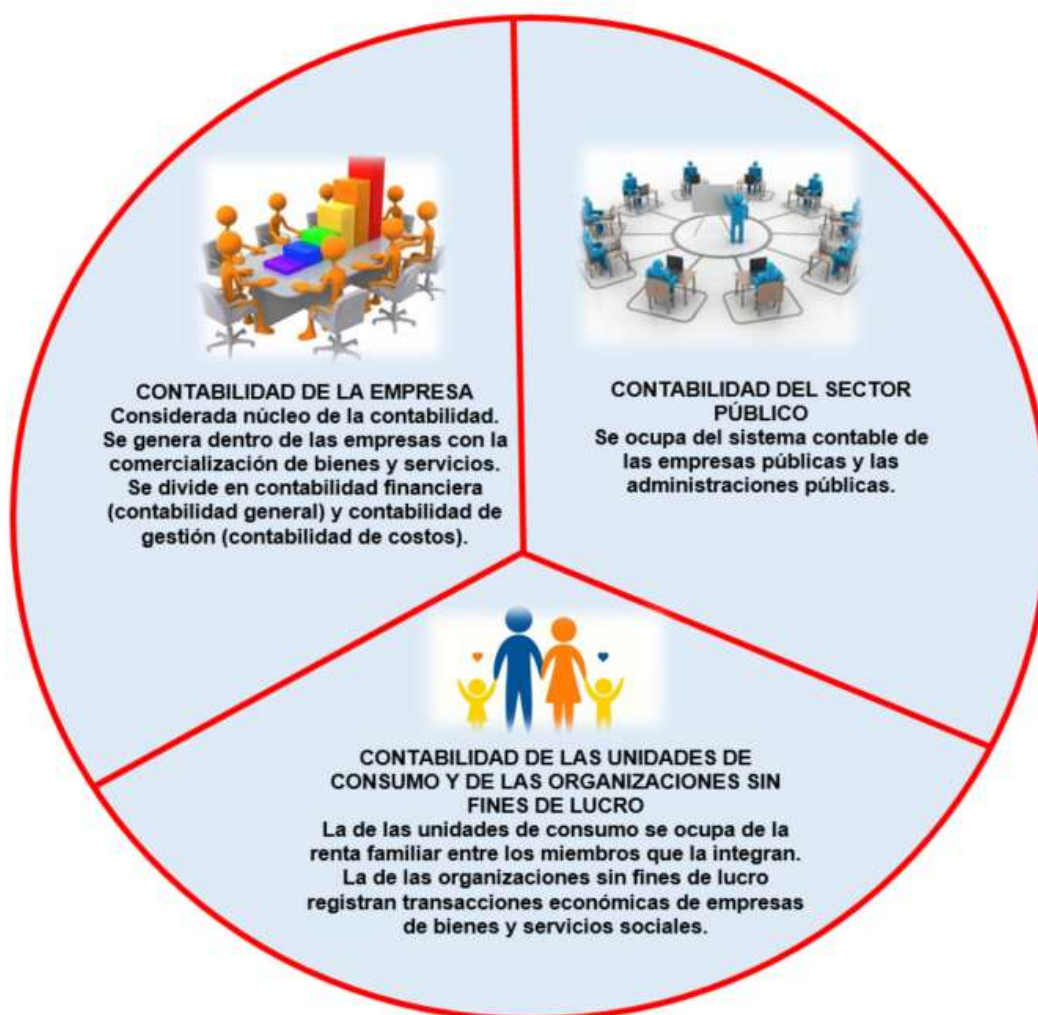 CONTABILIDAD DE LA EMPRESA
Considerada núcleo de la contabilidad.
Se genera dentro de las empresas con la
comercialización de bienes y servicios.
Se divide en contabilidad financiera
(contabilidad general) y contabilidad de
gestión (contabilidad de costos).
CONTABILIDAD DEL SECTOR
PÚBLICO
Se ocupa del sistema contable de
las empresas públicas y las
administraciones públicas.
CONTABILIDAD DE LAS UNIDADES DE
CONSUMO Y DE LAS ORGANIZACIONES SIN
FINES DE LUCRO
La de las unidades de consumo se ocupa de la
renta familiar entre los miembros que la integran.
La de las organizaciones sin fines de lucro
registran transacciones económicas de empresas
de bienes y servicios sociales.